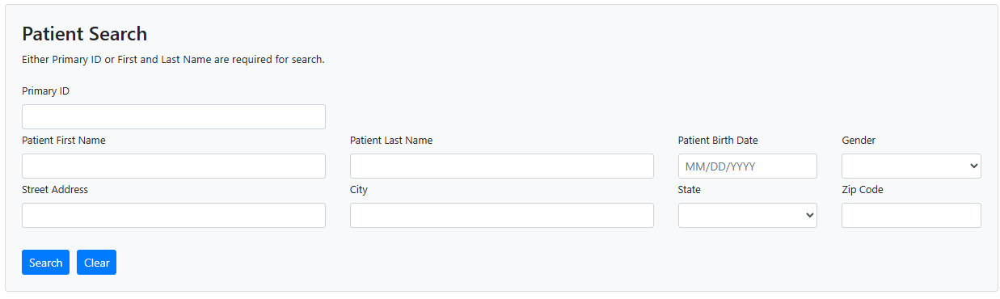 Patient Search
Either Primary ID or First and Last Name are required for search.
Primary ID
Patient First Name Patient Last Name Patient Birth Date Gender
MM/DD/YYYY
Street Address City State Zip Code
Search Clear